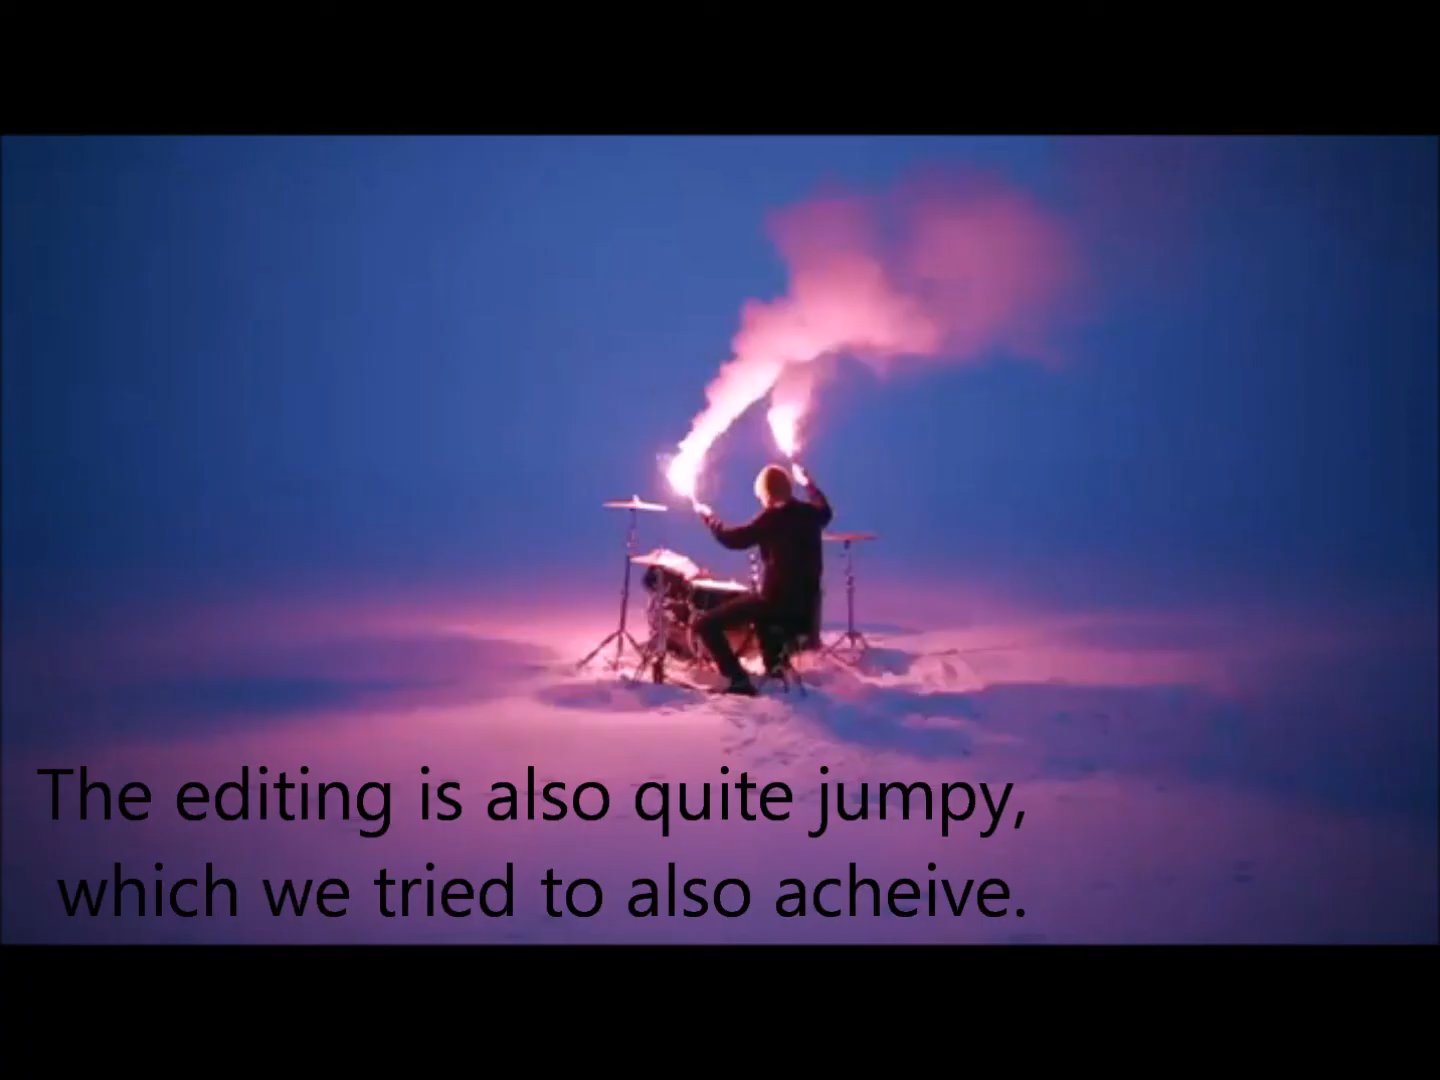 The editing is also quite jumpy,
which we tried to also acheive.